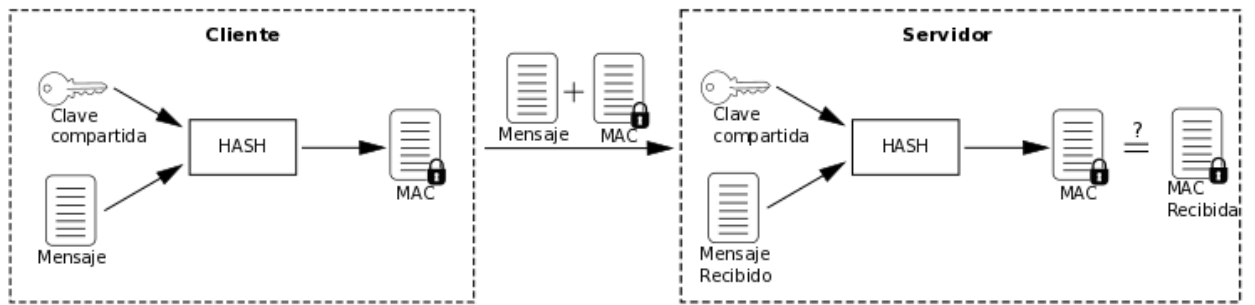 Cliente
Clave
compartida
HASH
MAC
Mensaje
+
Mensaje
MAC
Servidor
Clave
compartida
HASH
MAC
?
=
MAC
Recibida
Mensaje
Recibido